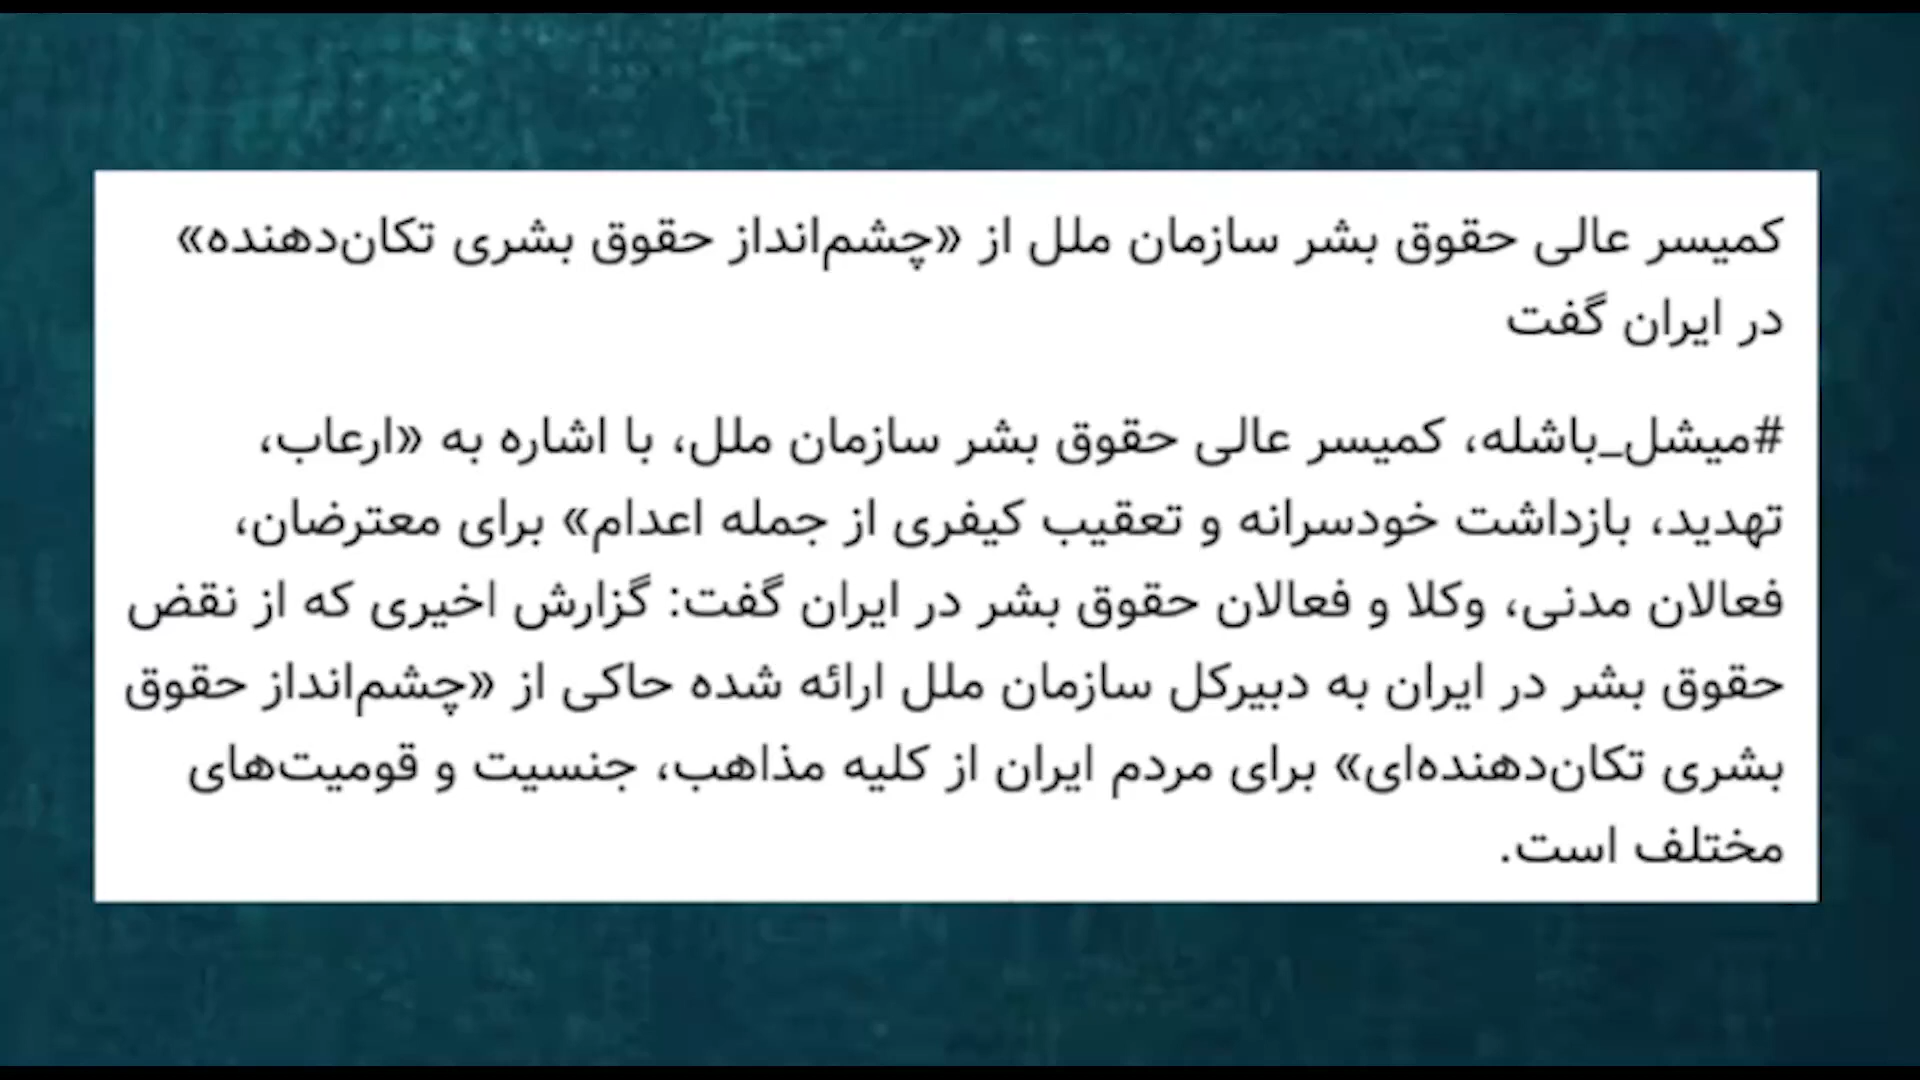 کمیسر عالی حقوق بشر سازمان ملل از «چشم‌انداز حقوق بشری تکان‌دهنده»
در ایران گفت
#میشل_باشله، کمیسر عالی حقوق بشر سازمان ملل، با اشاره به «ارعاب،
تهدید، بازداشت خودسرانه و تعقیب کیفری از جمله اعدام» برای معترضان،
فعالان مدنی، وکلا و فعالان حقوق بشر در ایران گفت: گزارش اخیری که از نقض
حقوق بشر در ایران به دبیرکل سازمان ملل ارائه شده حاکی از «چشم‌انداز حقوق
بشری تکان‌دهنده‌ای» برای مردم ایران از کلیه مذاهب، جنسیت و قومیت‌های
مختلف است.